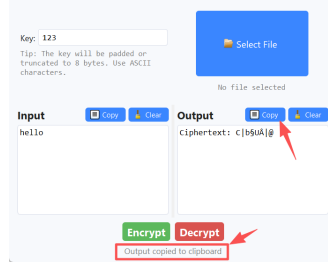 Key: 123
Select File
Tip: The key will be padded or
truncated to 8 bytes. Use ASCII
characters.
No file selected
Input Copy Clear Output Copy Clear
hello
Ciphertext: C|b§UÂ|@
Encrypt Decrypt
Output copied to clipboard